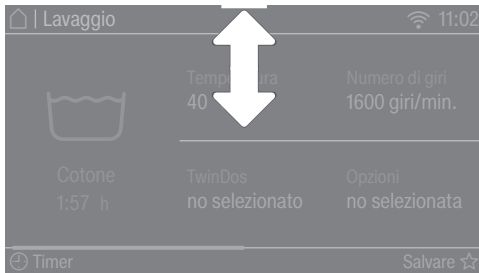 Lavaggio 11:02
Temperatura Numero di giri
40 1600 giri/min.
Cotone TwinDos Opzioni
1:57 h no selezionato no selezionata
Timer Salvare